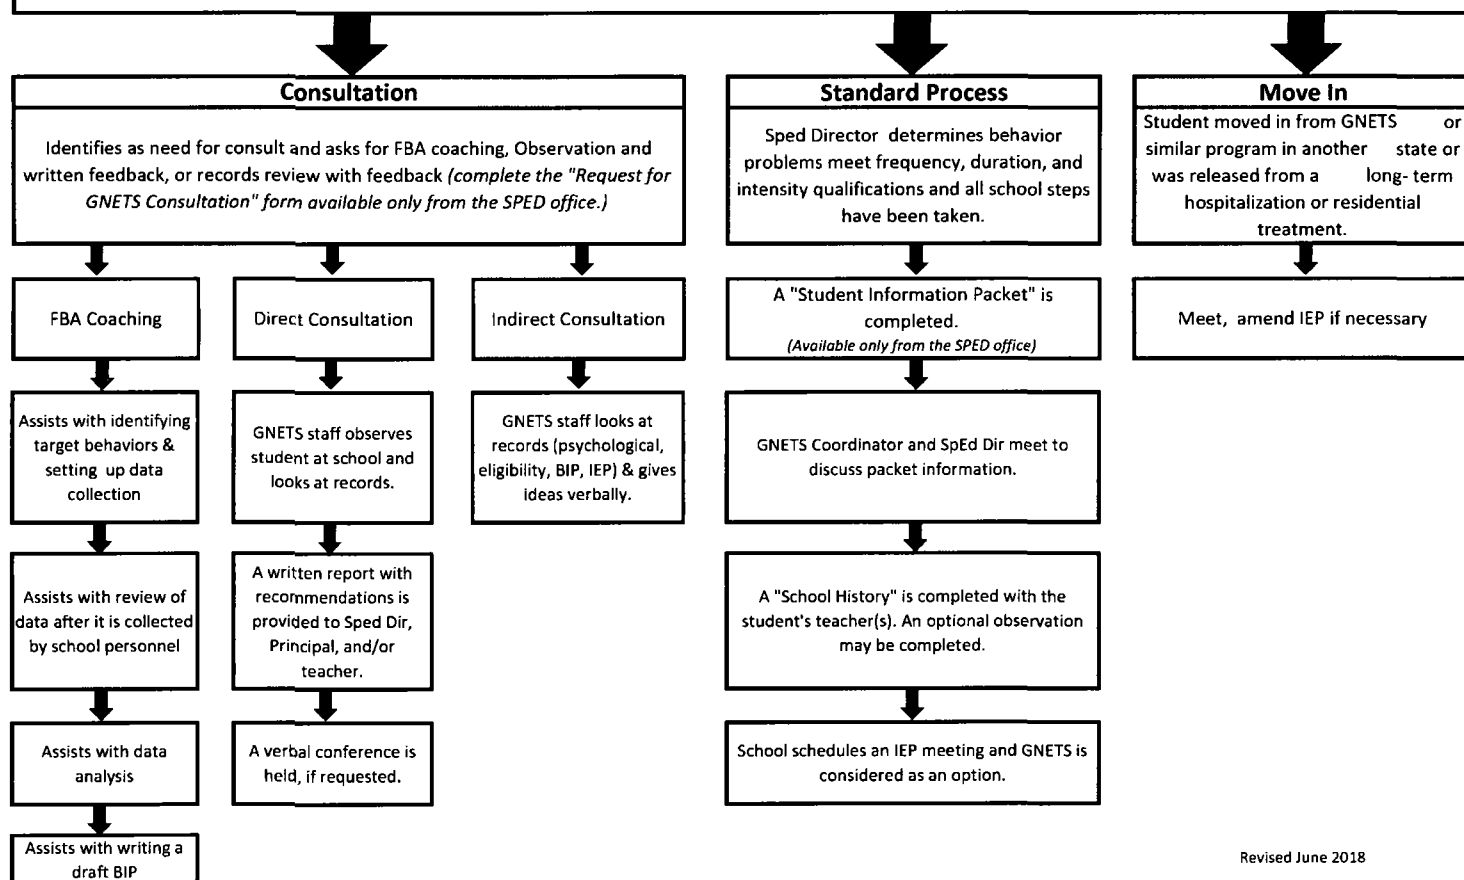 Consultation
Identifies as need for consult and asks for FBA coaching, Observation and
written feedback, or records review with feedback (complete the "Request for
GNETS Consultation" form available only from the SPED office.)
FBA Coaching
Assists with identifying
target behaviors &
setting up data
collection
Assists with review of
data after it is collected
by school personnel
Assists with data
analysis
Assists with writing a
draft BIP
Direct Consultation
GNETS staff observes
student at school and
looks at records.
A written report with
recommendations is
provided to Sped Dir,
Principal, and/or
teacher.
A verbal conference is
held, if requested.
Indirect Consultation
GNETS staff looks at
records (psychological,
eligibility, BIP, IEP) & gives
ideas verbally.
Standard Process
Sped Director determines behavior
problems meet frequency, duration, and
intensity qualifications and all school steps
have been taken.
A "Student Information Packet" is
completed.
(Available only from the SPED office)
GNETS Coordinator and SpEd Dir meet to
discuss packet information.
A "School History" is completed with the
student's teacher(s). An optional observation
may be completed.
School schedules an IEP meeting and GNETS is
considered as an option.
Move In
Student moved in from GNETS or
similar program in another state or
was released from a long- term
hospitalization or residential
treatment.
Meet, amend IEP if necessary
Revised June 2018